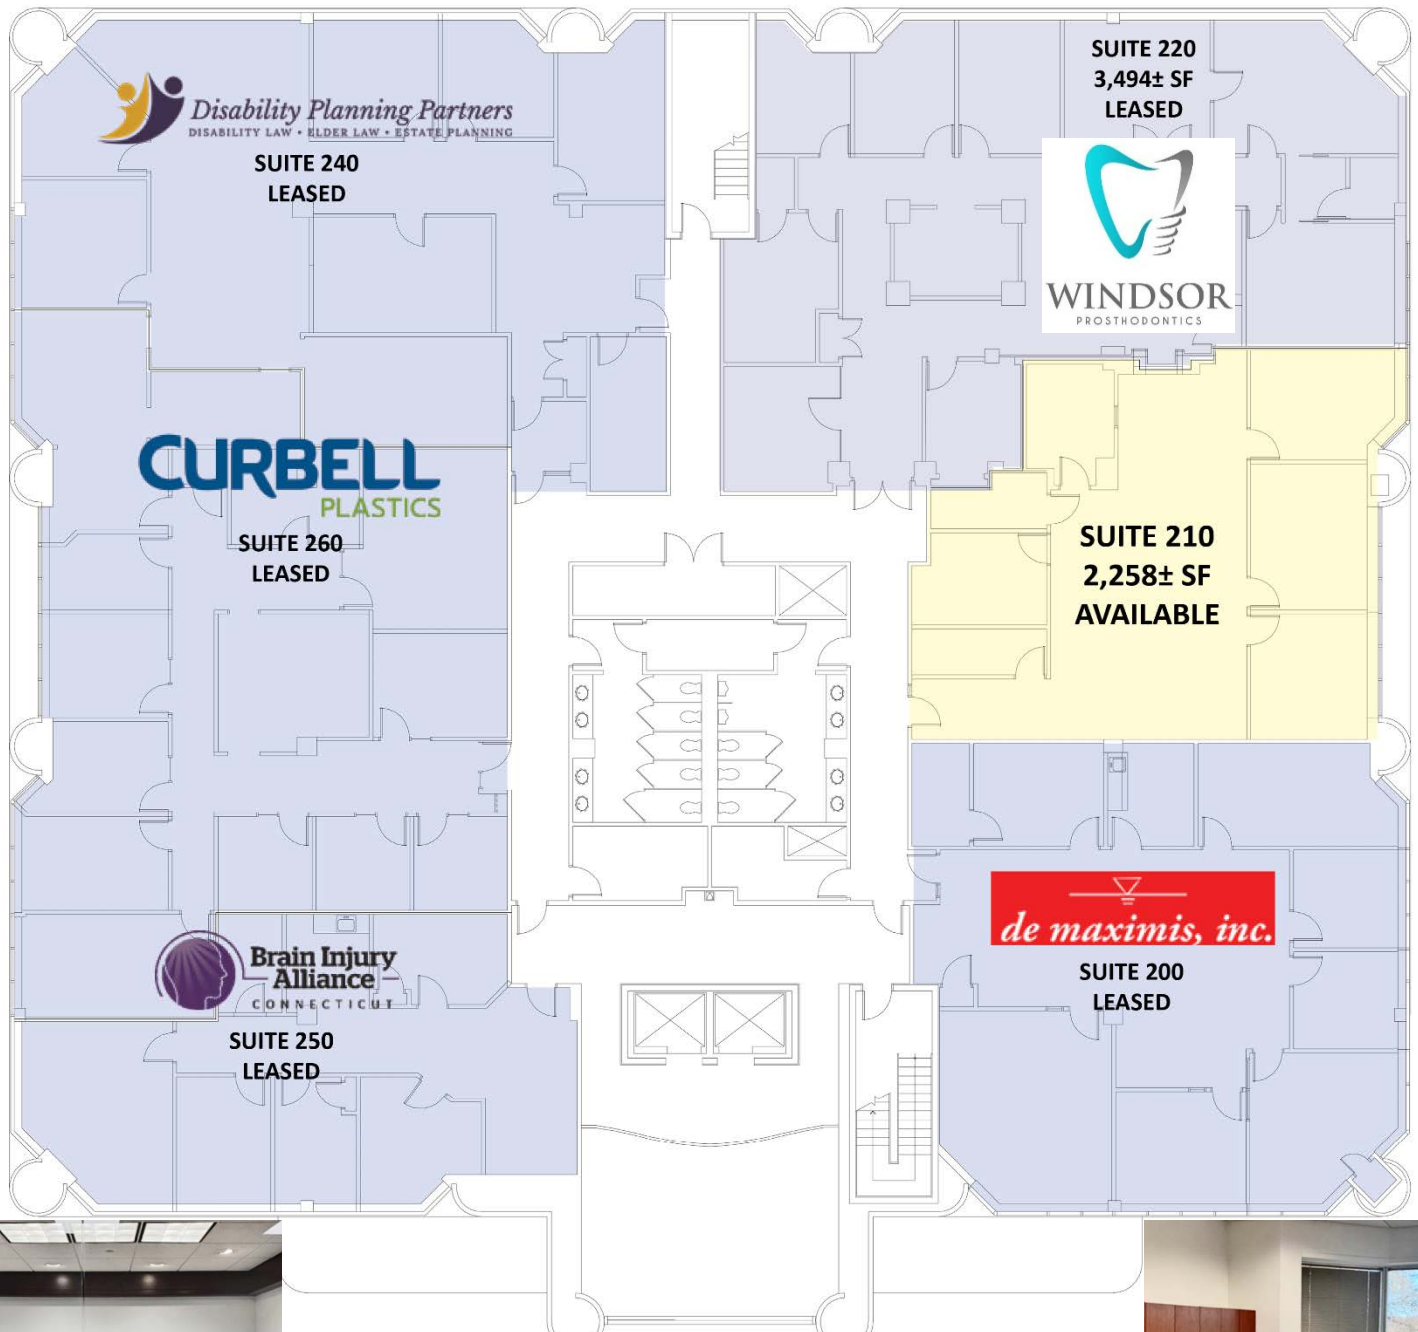 Disability Planning Partners
DISABILITY LAW • ELDER LAW • ESTATE PLANNING
SUITE 240
LEASED
SUITE 220
3,494± SF
LEASED
WINDSOR
PROSTHODONTICS
CURBELL
PLASTICS
SUITE 260
LEASED
SUITE 210
2,258± SF
AVAILABLE
de maximis, inc.
SUITE 200
LEASED
Brain Injury
Alliance
CONNECTICUT
SUITE 250
LEASED